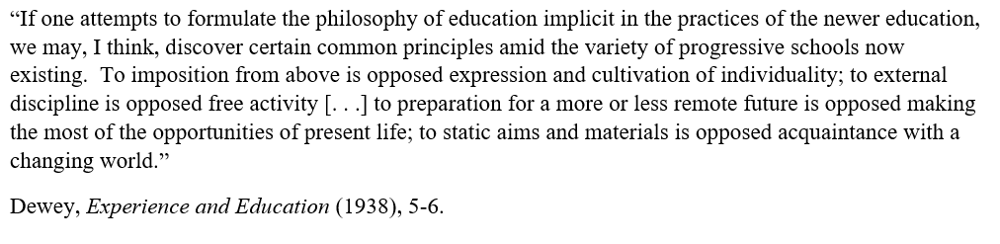 “If one attempts to formulate the philosophy of education implicit in the practices of the newer education,
we may, I think, discover certain common principles amid the variety of progressive schools now
existing.  To imposition from above is opposed expression and cultivation of individuality; to external
discipline is opposed free activity [. . .] to preparation for a more or less remote future is opposed making
the most of the opportunities of present life; to static aims and materials is opposed acquaintance with a
changing world.”
Dewey, Experience and Education (1938), 5-6.